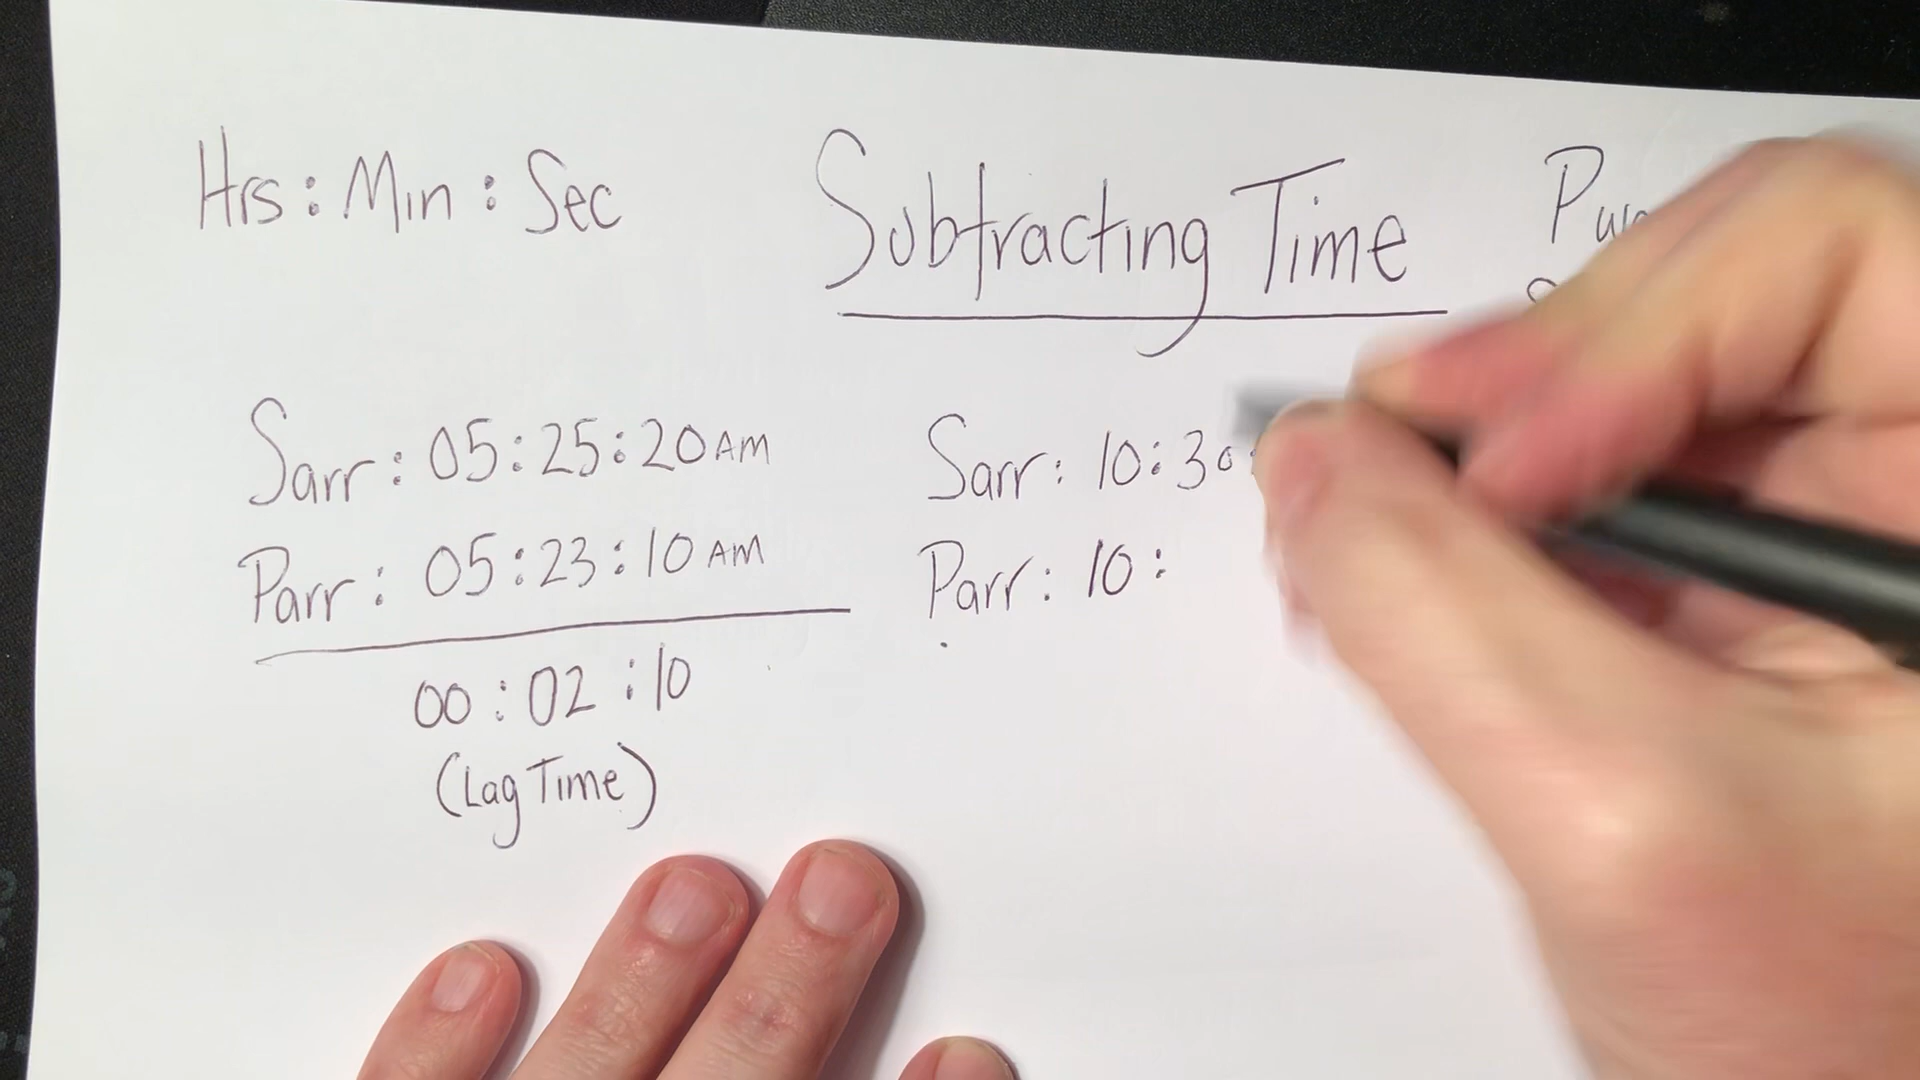 Hrs : Min : Sec
Subtracting Time
Sarr : 05:25:20 AM
Parr : 05:23:10 AM
00 : 02 : 10
(Lag Time)
Sarr : 10:30
Parr : 10 :